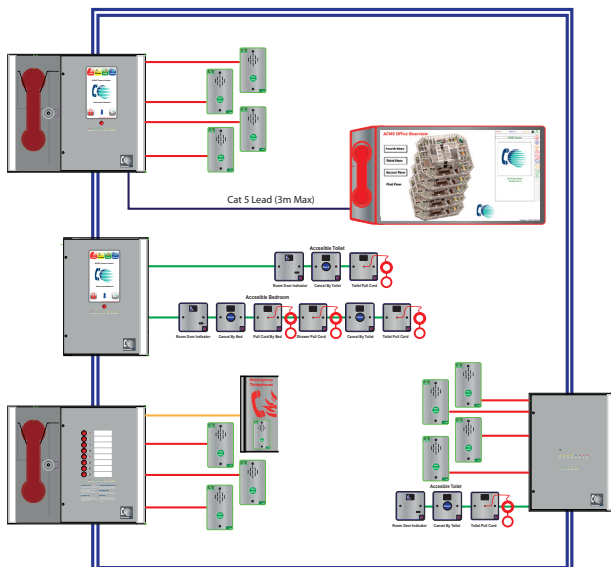 ACME Office Overview
Fourth Floor
Third Floor
Second Floor
First Floor
Cat 5 Lead (3m Max)
Accesible Toilet
Room Door Indicator
Cancel By Toilet
Toilet Pull Cord
Accessible Bedroom
Room Door Indicator
Cancel By Bed
Pull Cord By Bed
Shower Pull Cord
Cancel By Toilet
Toilet Pull Cord
Emergency
Telephone
Accesible Toilet
Room Door Indicator
Cancel By Toilet
Toilet Pull Cord